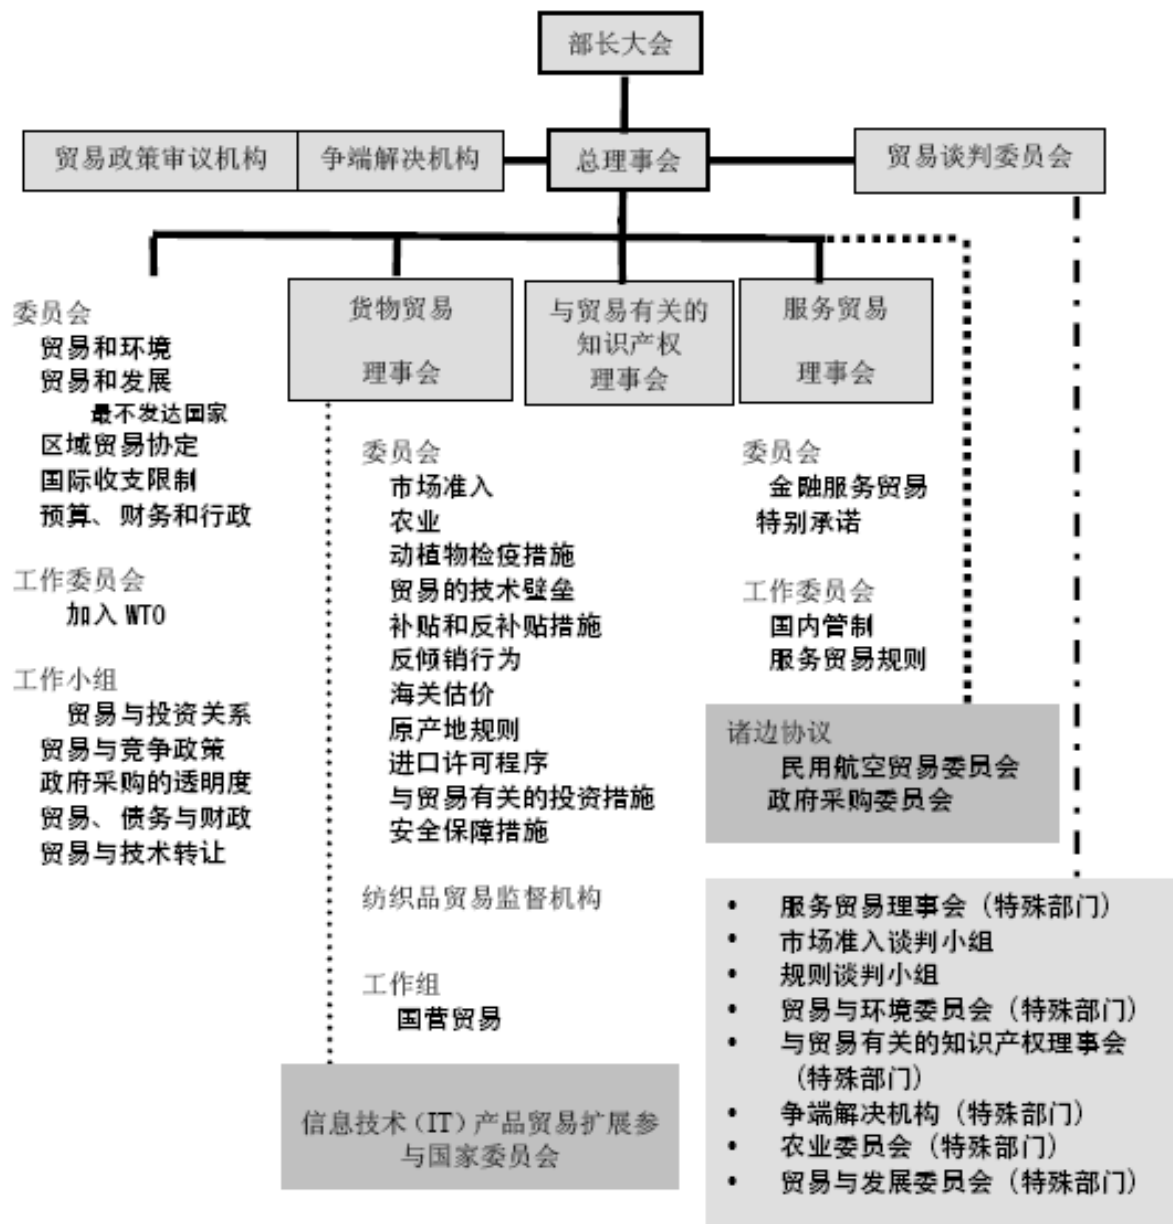 部长大会
贸易政策审议机构
争端解决机构
总理事会
贸易谈判委员会
委员会
贸易和环境
贸易和发展
最不发达国家
区域贸易协定
国际收支限制
预算、财务和行政
工作委员会
加入 WTO
工作小组
贸易与投资关系
贸易与竞争政策
政府采购的透明度
贸易、债务与财政
贸易与技术转让
货物贸易
理事会
委员会
市场准入
农业
动植物检疫措施
贸易的技术壁垒
补贴和反补贴措施
反倾销行为
海关估价
原产地规则
进口许可程序
与贸易有关的投资措施
安全保障措施
纺织品贸易监督机构
工作组
国营贸易
信息技术（IT）产品贸易扩展参
与国家委员会
与贸易有关的
知识产权
理事会
服务贸易
理事会
委员会
金融服务贸易
特别承诺
工作委员会
国内管制
服务贸易规则
诸边协议
民用航空贸易委员会
政府采购委员会
• 服务贸易理事会（特殊部门）
• 市场准入谈判小组
• 规则谈判小组
• 贸易与环境委员会（特殊部门）
• 与贸易有关的知识产权理事会
（特殊部门）
• 争端解决机构（特殊部门）
• 农业委员会（特殊部门）
• 贸易与发展委员会（特殊部门）